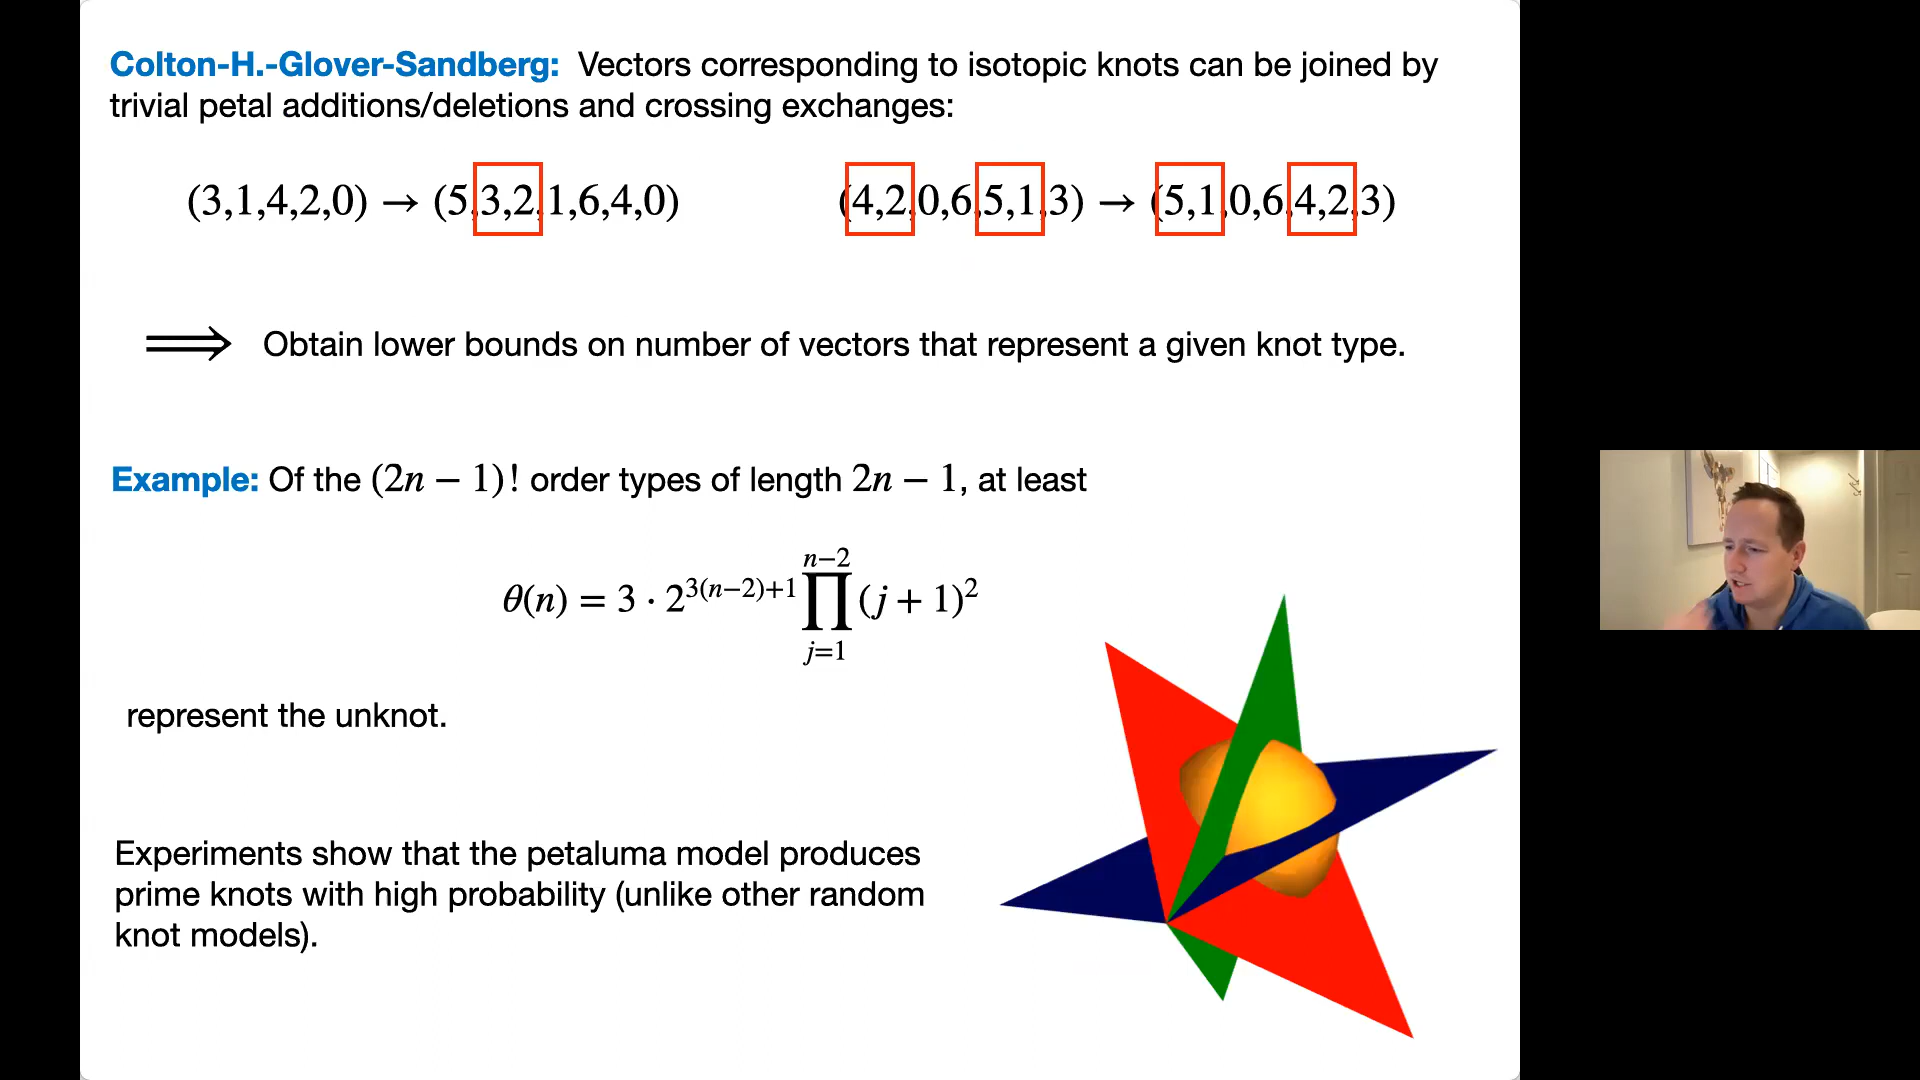 Colton-H.-Glover-Sandberg: Vectors corresponding to isotopic knots can be joined by
trivial petal additions/deletions and crossing exchanges:
(3,1,4,2,0) → (5,3,2,1,6,4,0) (4,2,0,6,5,1,3) → (5,1,0,6,4,2,3)
⟹ Obtain lower bounds on number of vectors that represent a given knot type.
Example: Of the (2n − 1)! order types of length 2n − 1, at least
θ(n) = 3 · 2^{3(n−2)+1} ∏_{j=1}^{n−2} (j + 1)^2
represent the unknot.
Experiments show that the petaluma model produces
prime knots with high probability (unlike other random
knot models).